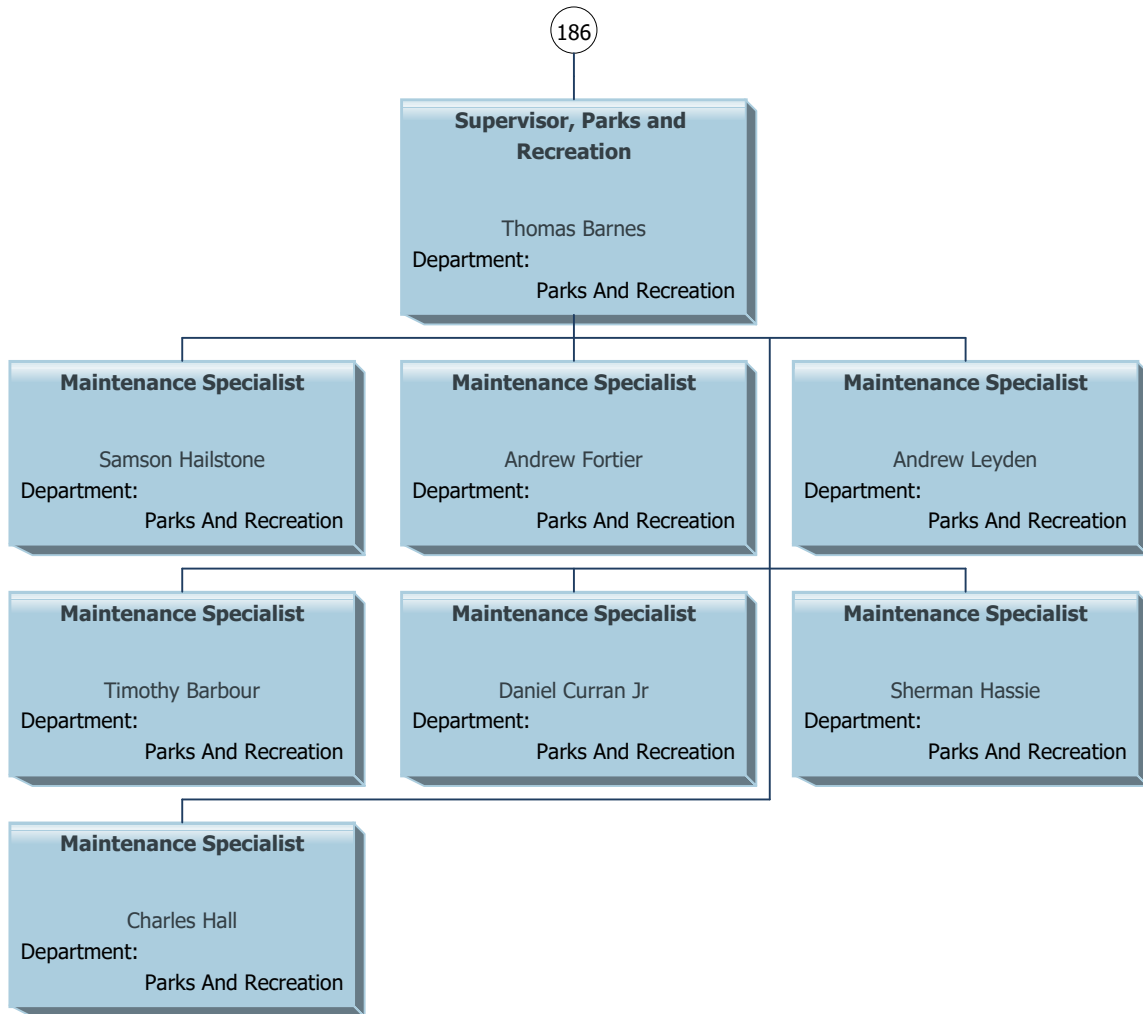 186
Supervisor, Parks and
Recreation
Thomas Barnes
Department:
Parks And Recreation
Maintenance Specialist
Samson Hailstone
Department:
Parks And Recreation
Maintenance Specialist
Andrew Fortier
Department:
Parks And Recreation
Maintenance Specialist
Andrew Leyden
Department:
Parks And Recreation
Maintenance Specialist
Timothy Barbour
Department:
Parks And Recreation
Maintenance Specialist
Daniel Curran Jr
Department:
Parks And Recreation
Maintenance Specialist
Sherman Hassie
Department:
Parks And Recreation
Maintenance Specialist
Charles Hall
Department:
Parks And Recreation